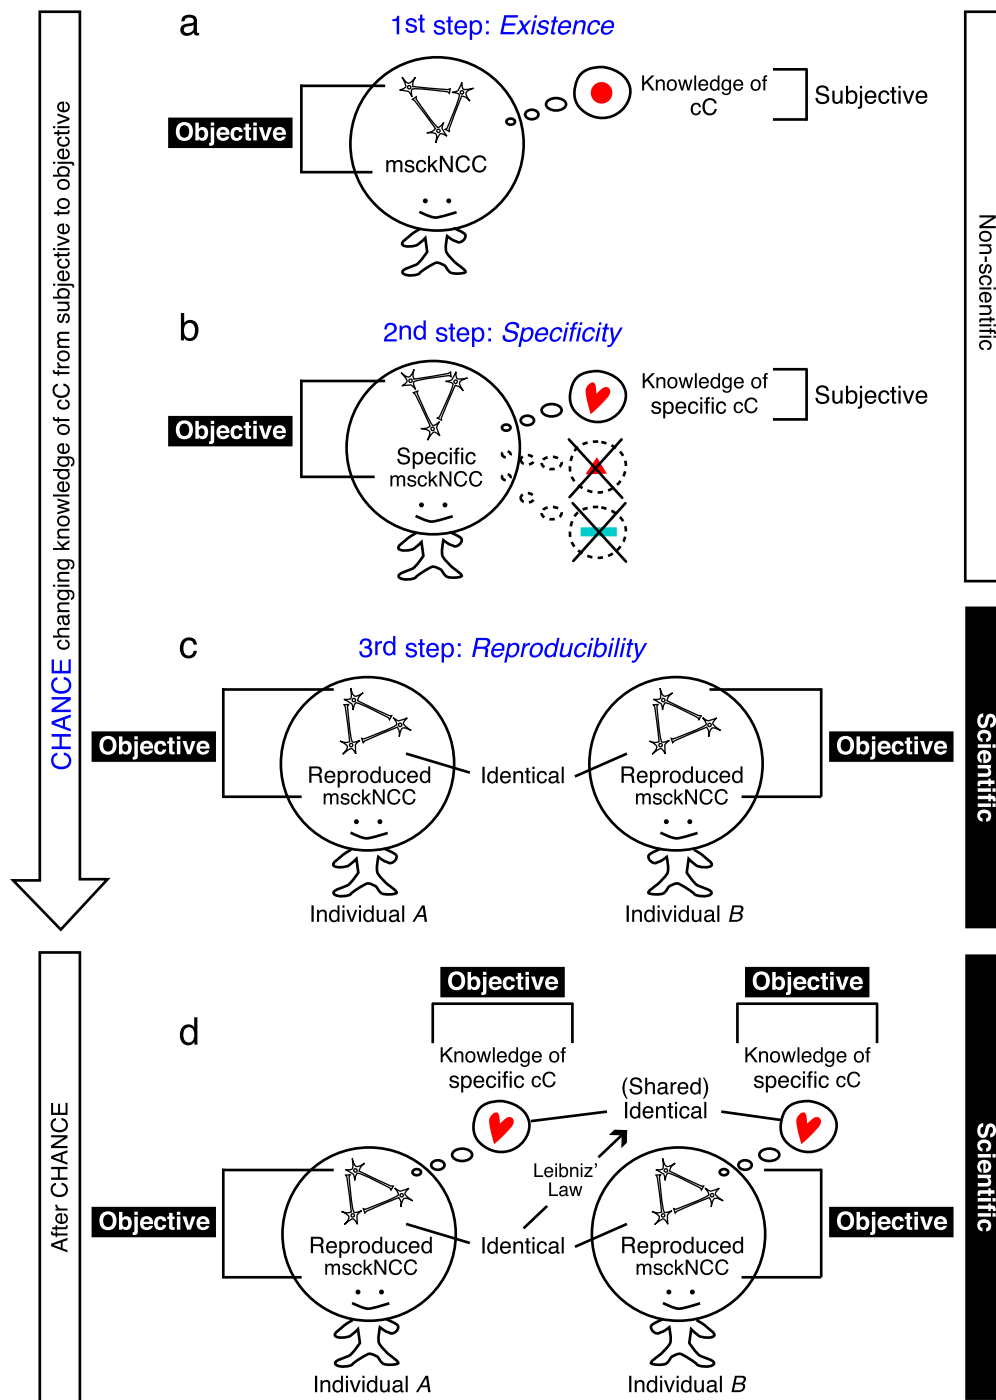 a
1st step: Existence
Objective
msckNCC
Knowledge of
cC
Subjective
b
2nd step: Specificity
Objective
Specific
msckNCC
Knowledge of
specific cC
Subjective
Non-scientific
CHANCE changing knowledge of cC from subjective to objective
c
3rd step: Reproducibility
Objective
Reproduced
msckNCC
Identical
Reproduced
msckNCC
Objective
Individual A
Individual B
Scientific
d
Objective
Objective
Knowledge of
specific cC
Knowledge of
specific cC
(Shared)
Identical
Leibniz'
Law
Objective
Reproduced
msckNCC
Identical
Reproduced
msckNCC
Objective
Individual A
Individual B
After CHANCE
Scientific